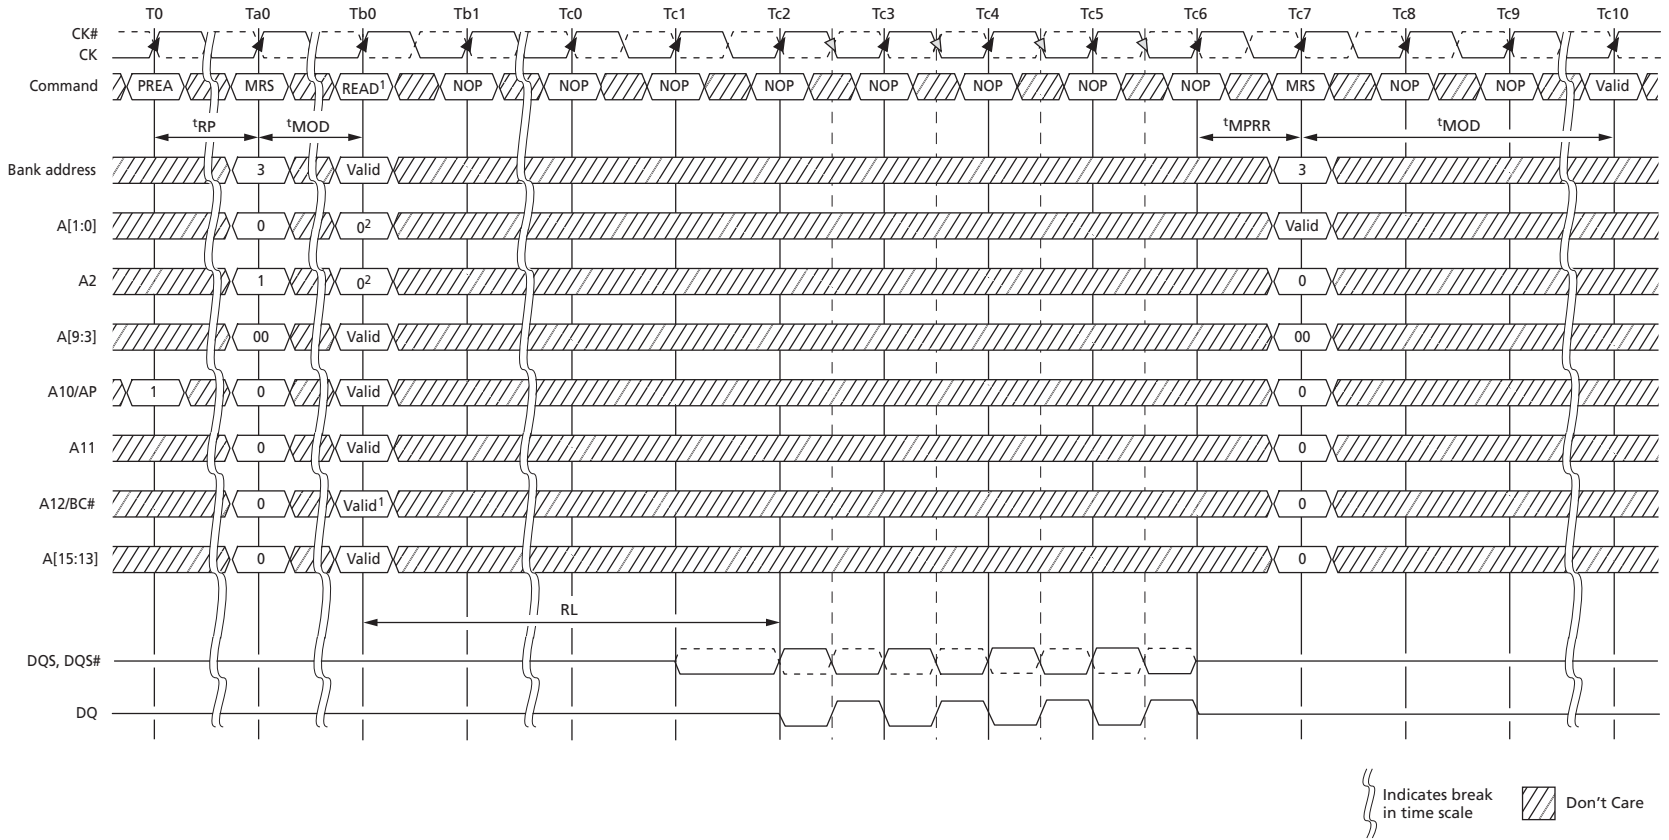 T0 Ta0 Tb0 Tb1 Tc0 Tc1 Tc2 Tc3 Tc4 Tc5 Tc6 Tc7 Tc8 Tc9 Tc10
CK#
CK
Command PREA MRS READ¹ NOP NOP NOP NOP NOP NOP NOP NOP MRS NOP NOP Valid
ᵗRP ᵗMOD ᵗMPRR ᵗMOD
Bank address 3 Valid 3
A[1:0] 0 0² Valid
A2 1 0² 0
A[9:3] 00 Valid 00
A10/AP 1 0 Valid 0
A11 0 Valid 0
A12/BC# 0 Valid¹ 0
A[15:13] 0 Valid 0
RL
DQS, DQS#
DQ
Indicates break
in time scale
Don't Care